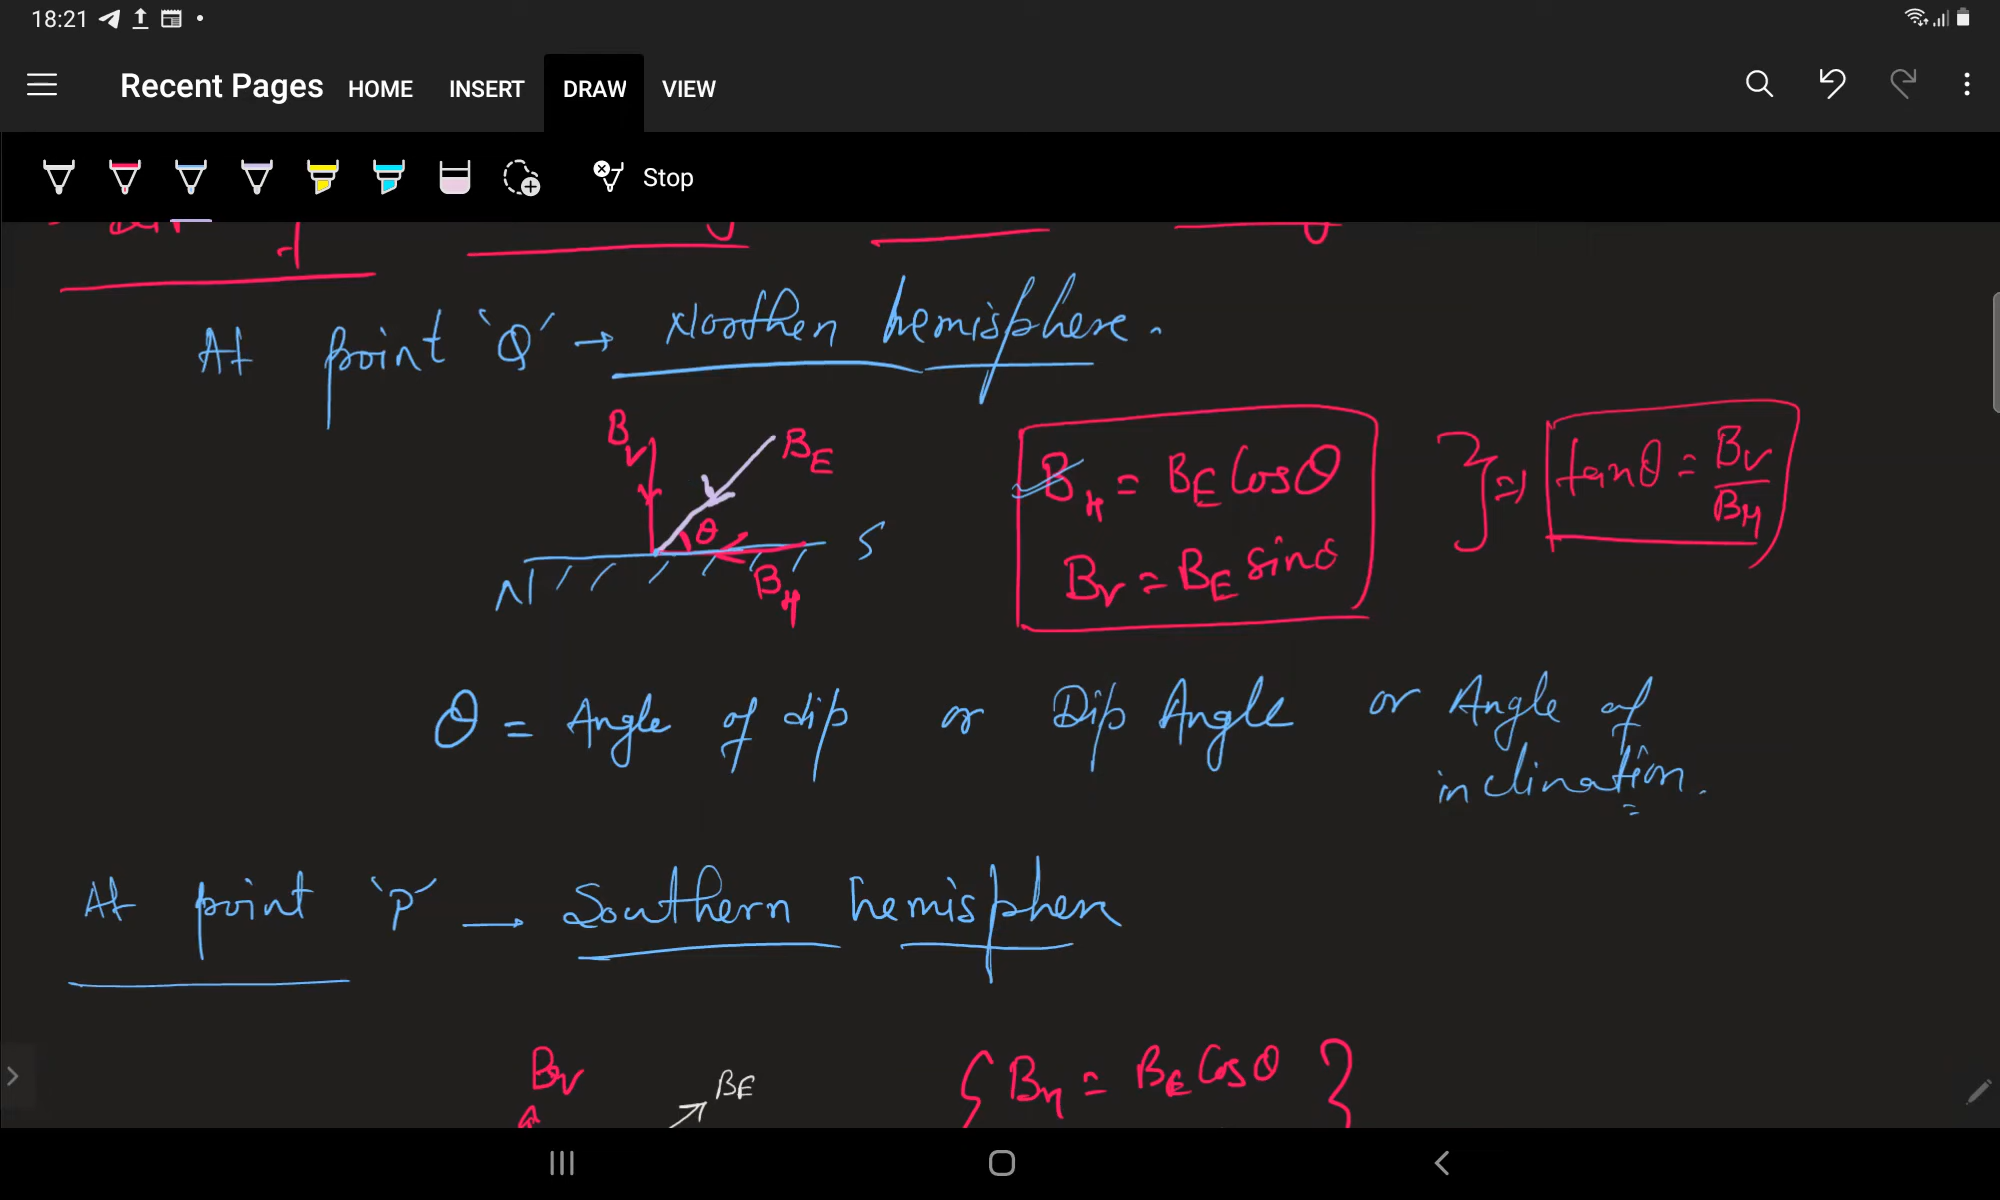 18:21
Recent Pages HOME INSERT DRAW VIEW
Stop
At point 'Q' → Northen hemisphere.
Bv BE
θ
N S
BH
BH = BE Cosθ
Bv = BE sinθ
} ⇒ tanθ = Bv/BH
θ = Angle of dip or Dip Angle or Angle of
inclination.
At point 'P' → Southern hemisphere
Bv BE
{ BH = BE Cosθ }